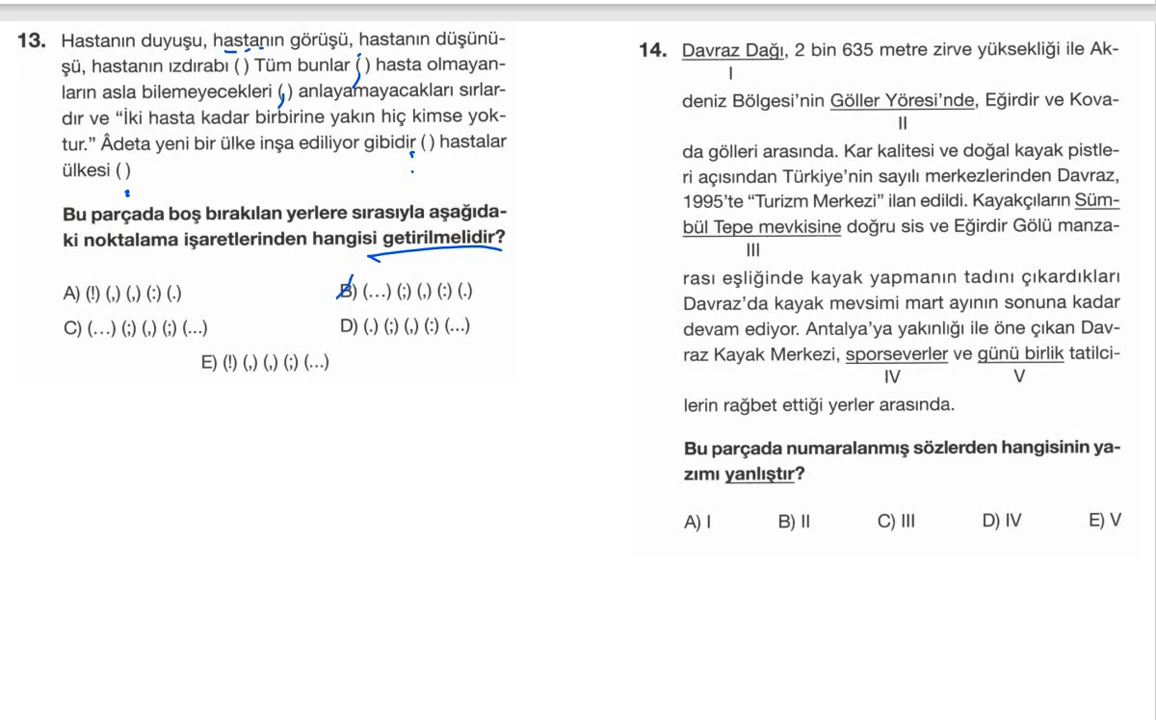 13. Hastanın duyuşu, hastanın görüşü, hastanın düşünü-
şü, hastanın ızdırabı ( ) Tüm bunlar ( ) hasta olmayan-
ların asla bilemeyecekleri ( ) anlayamayacakları sırlar-
dır ve “İki hasta kadar birbirine yakın hiç kimse yok-
tur.” Âdeta yeni bir ülke inşa ediliyor gibidir ( ) hastalar
ülkesi ( )
Bu parçada boş bırakılan yerlere sırasıyla aşağıda-
ki noktalama işaretlerinden hangisi getirilmelidir?
A) (!) (,) (,) (:) (.)
B) (...) (;) (,) (:) (.)
C) (...) (;) (,) (;) (...)
D) (.) (;) (,) (:) (...)
E) (!) (,) (,) (;) (...)
14. Davraz Dağı, 2 bin 635 metre zirve yüksekliği ile Ak-
I
deniz Bölgesi’nin Göller Yöresi’nde, Eğirdir ve Kova-
II
da gölleri arasında. Kar kalitesi ve doğal kayak pistle-
ri açısından Türkiye’nin sayılı merkezlerinden Davraz,
1995’te “Turizm Merkezi” ilan edildi. Kayakçıların Süm-
bül Tepe mevkisine doğru sis ve Eğirdir Gölü manza-
III
rası eşliğinde kayak yapmanın tadını çıkardıkları
Davraz’da kayak mevsimi mart ayının sonuna kadar
devam ediyor. Antalya’ya yakınlığı ile öne çıkan Dav-
raz Kayak Merkezi, sporseverler ve günü birlik tatilci-
IV V
lerin rağbet ettiği yerler arasında.
Bu parçada numaralanmış sözlerden hangisinin ya-
zımı yanlıştır?
A) I B) II C) III D) IV E) V